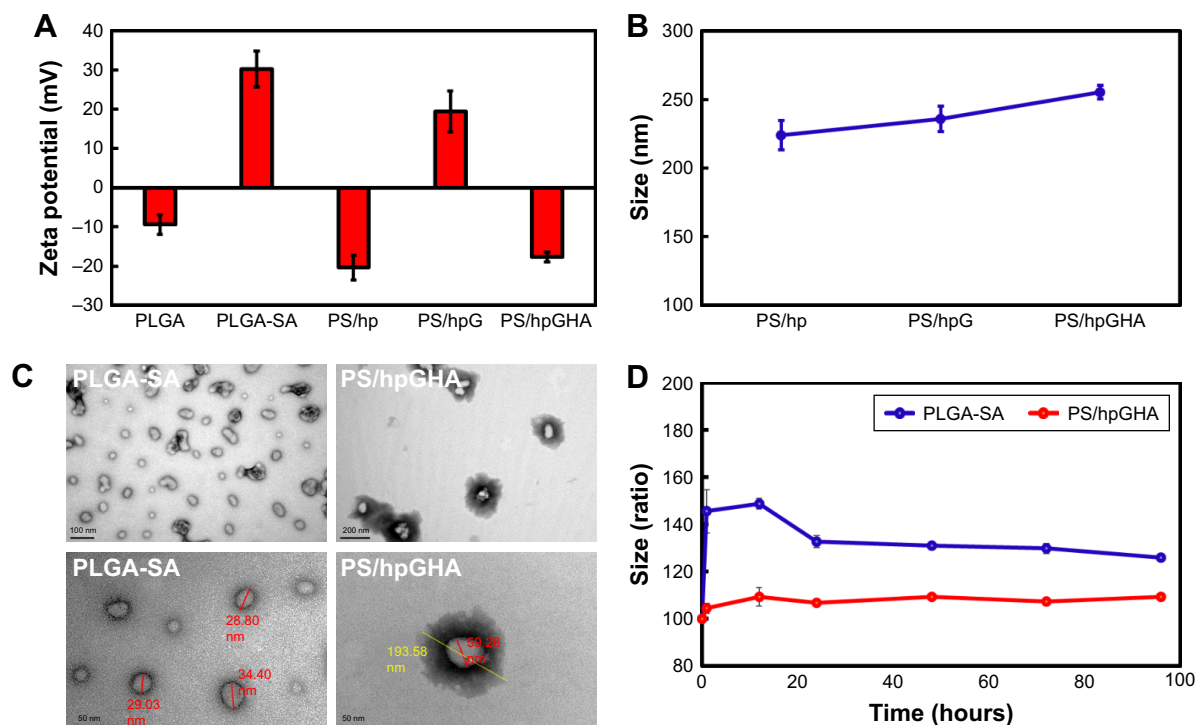 A
Zeta potential (mV)
40
30
20
10
0
–10
–20
–30
PLGA
PLGA-SA
PS/hp
PS/hpG
PS/hpGHA
B
Size (nm)
300
250
200
150
100
PS/hp
PS/hpG
PS/hpGHA
C
PLGA-SA
100 nm
PS/hpGHA
200 nm
PLGA-SA
28.80
nm
34.40
nm
29.03
nm
50 nm
PS/hpGHA
193.58
nm
59.28
nm
50 nm
D
Size (ratio)
200
180
160
140
120
100
80
PLGA-SA
PS/hpGHA
0
20
40
60
80
100
Time (hours)